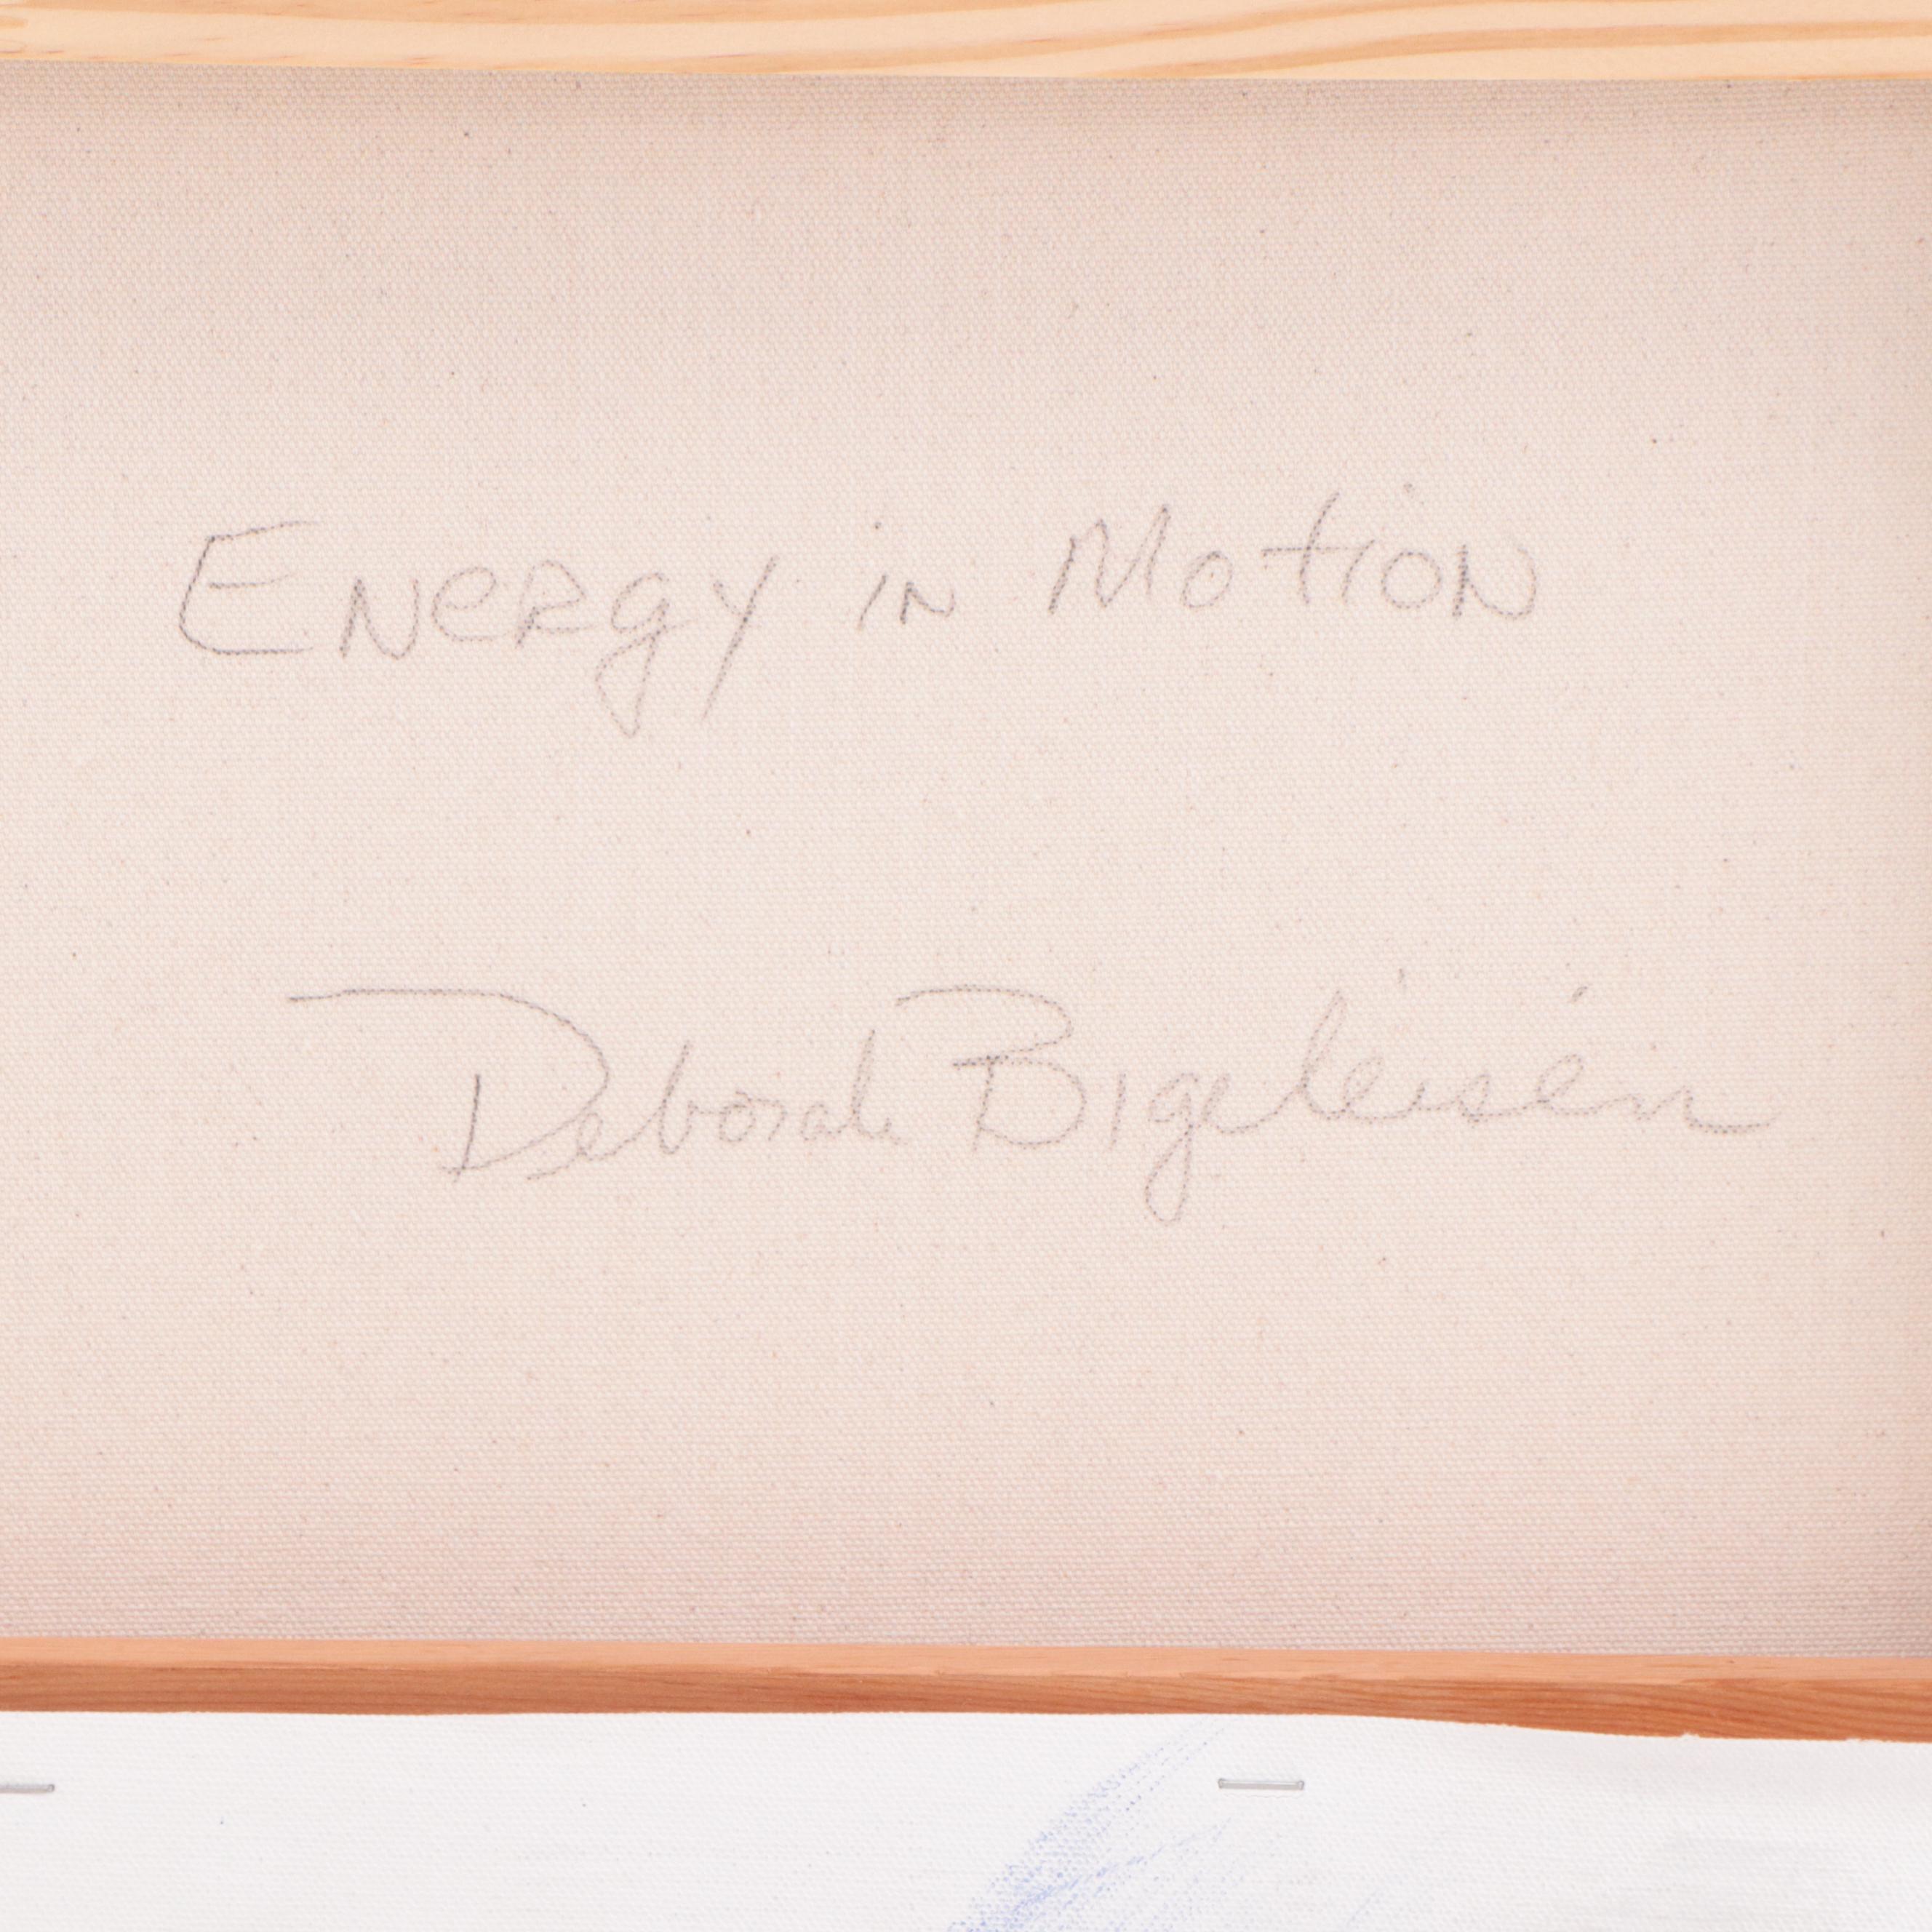 Energy in Motion
Deborah Bigeleisen